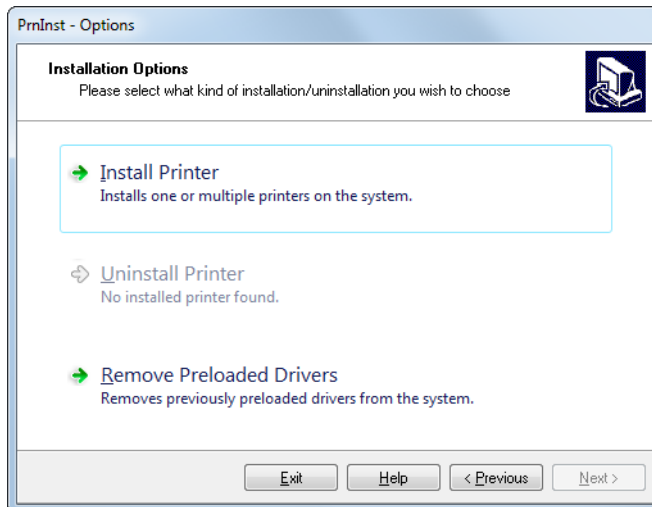 PrnInst - Options
Installation Options
Please select what kind of installation/uninstallation you wish to choose
Install Printer
Installs one or multiple printers on the system.
Uninstall Printer
No installed printer found.
Remove Preloaded Drivers
Removes previously preloaded drivers from the system.
Exit Help < Previous Next >